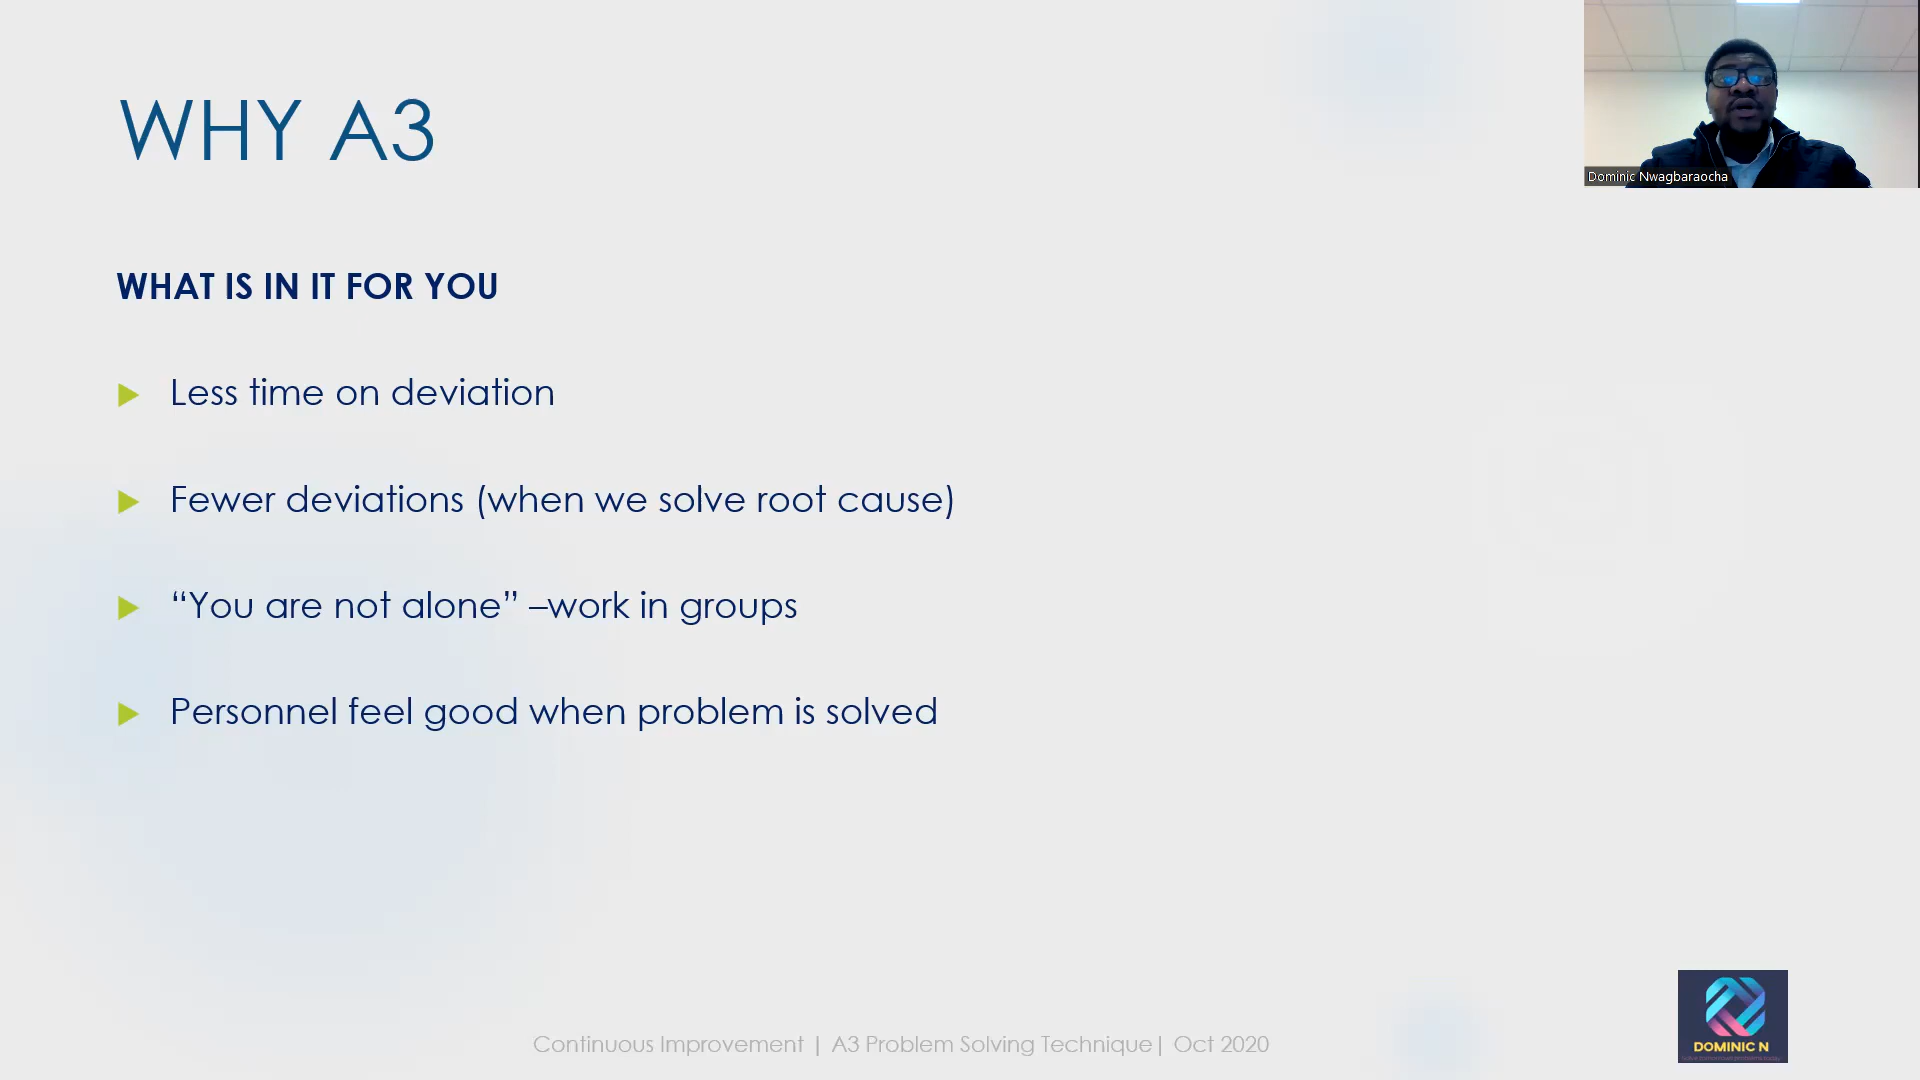 WHY A3
Dominic Nwagbaraocha
WHAT IS IN IT FOR YOU
Less time on deviation
Fewer deviations (when we solve root cause)
“You are not alone” –work in groups
Personnel feel good when problem is solved
Continuous Improvement | A3 Problem Solving Technique| Oct 2020
DOMINIC N